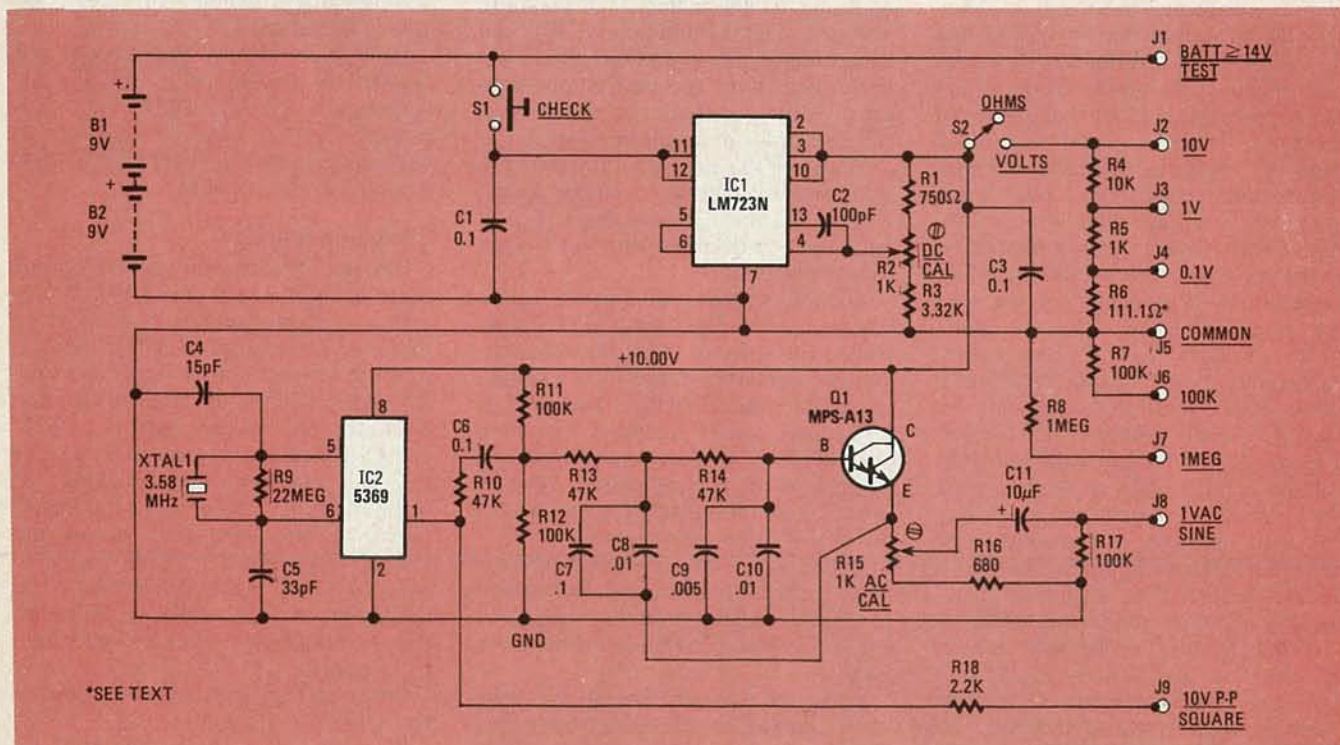 J1
BATT ≥ 14V
TEST
+
B1
9V
+
B2
9V
S1
CHECK
C1
0.1
11
12
5
6
2
3
10
13
4
7
IC1
LM723N
C2
100pF
R1
750Ω
DC
CAL
R2
1K
R3
3.32K
OHMS
S2
VOLTS
C3
0.1
J2
10V
R4
10K
J3
1V
R5
1K
J4
0.1V
R6
111.1Ω*
COMMON
J5
R7
100K
J6
100K
R8
1MEG
J7
1MEG
+10.00V
C4
15pF
XTAL1
3.58
MHz
R9
22MEG
C5
33pF
8
5
6
1
2
IC2
5369
C6
0.1
R10
47K
R11
100K
R12
100K
R13
47K
R14
47K
C7
.1
C8
.01
C9
.005
C10
.01
Q1
MPS-A13
B
C
E
R15
1K
AC
CAL
C11
10µF
+
R16
680
R17
100K
J8
1VAC
SINE
GND
R18
2.2K
J9
10V P-P
SQUARE
*SEE TEXT